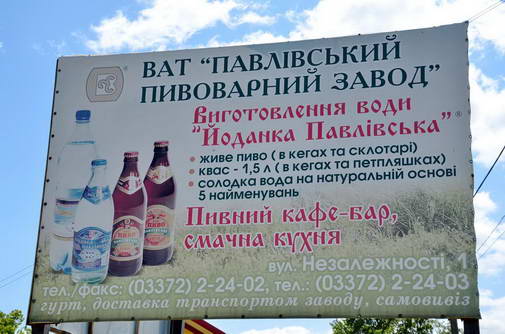 ВАТ “ПАВЛІВСЬКИЙ
ПИВОВАРНИЙ ЗАВОД”
Виготовлення води
“Йоданка Павлівська”®
• живе пиво ( в кегах та склотарі)
• квас - 1,5 л ( в кегах та петпляшках)
• солодка вода на натуральній основі
5 найменувань
Пивний кафе-бар,
смачна кухня
вул. Незалежності, 1
тел./факс: (03372) 2-24-02, тел.: (03372) 2-24-03
гурт, доставка транспортом заводу, самовивіз
ПИВО